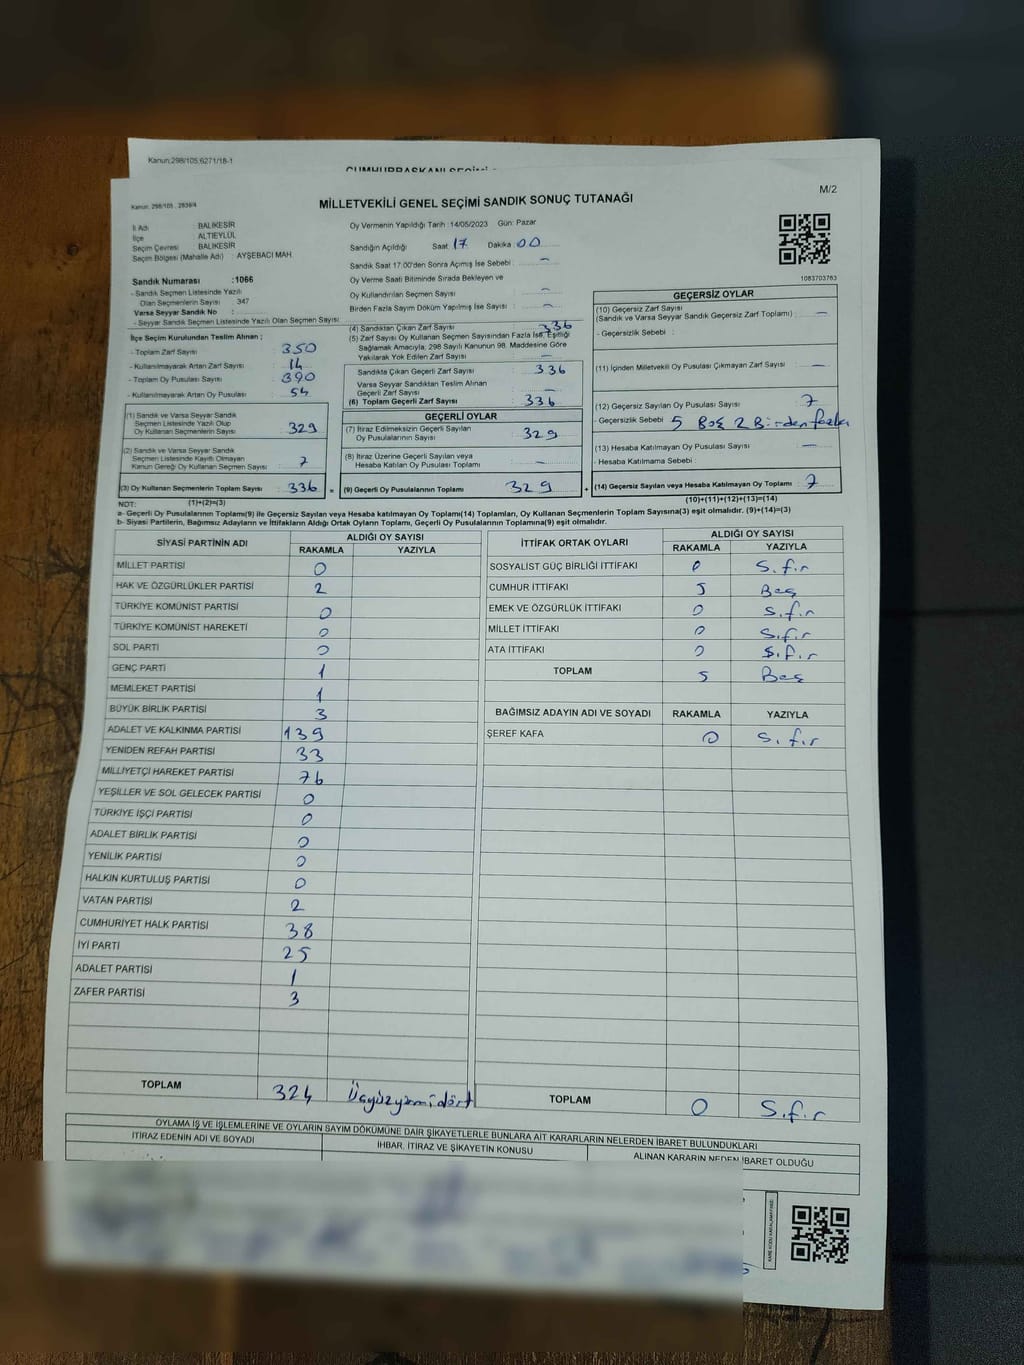 Kanun;298/105;6271/18-1
CUMHURBAŞKANI SEÇİMİ
Kanun; 298/105 , 2839/4
MİLLETVEKİLİ GENEL SEÇİMİ SANDIK SONUÇ TUTANAĞI
M/2
İl Adı BALIKESİR
İlçe ALTIEYLÜL
Seçim Çevresi BALIKESİR
Seçim Bölgesi (Mahalle Adı) AYŞEBACI MAH.
Sandık Numarası :1066
- Sandık Seçmen Listesinde Yazılı
Olan Seçmenlerin Sayısı : 347
Varsa Seyyar Sandık No :
- Seyyar Sandık Seçmen Listesinde Yazılı Olan Seçmen Sayısı:
İlçe Seçim Kurulundan Teslim Alınan ;
- Toplam Zarf Sayısı : 350
- Kullanılmayarak Artan Zarf Sayısı : 14
- Toplam Oy Pusulası Sayısı : 390
- Kullanılmayarak Artan Oy Pusulası : 54
(1) Sandık ve Varsa Seyyar Sandık
Seçmen Listesinde Yazılı Olup
Oy Kullanan Seçmenlerin Sayısı : 329
(2) Sandık ve Varsa Seyyar Sandık
Seçmen Listesinde Kayıtlı Olmayan
Kanun Gereği Oy Kullanan Seçmen Sayısı : 7
(3) Oy Kullanan Seçmenlerin Toplam Sayısı : 336
(1)+(2)=(3)
Oy Vermenin Yapıldığı Tarih : 14/05/2023 Gün: Pazar
Sandığın Açıldığı Saat 17 Dakika : 00
Sandık Saat 17:00'den Sonra Açılmış İse Sebebi : –
Oy Verme Saati Bitiminde Sırada Bekleyen ve
Oy Kullandırılan Seçmen Sayısı : –
Birden Fazla Sayım Döküm Yapılmış İse Sayısı : –
(4) Sandıktan Çıkan Zarf Sayısı : 336
(5) Zarf Sayısı Oy Kullanan Seçmen Sayısından Fazla İse, Eşitliği
Sağlamak Amacıyla, 298 Sayılı Kanunun 98. Maddesine Göre
Yakılarak Yok Edilen Zarf Sayısı : –
Sandıkta Çıkan Geçerli Zarf Sayısı : 336
Varsa Seyyar Sandıktan Teslim Alınan
Geçerli Zarf Sayısı : –
(6) Toplam Geçerli Zarf Sayısı : 336
GEÇERLİ OYLAR
(7) İtiraz Edilmeksizin Geçerli Sayılan
Oy Pusulalarının Sayısı : 329
(8) İtiraz Üzerine Geçerli Sayılan veya
Hesaba Katılan Oy Pusulası Toplamı : –
= (9) Geçerli Oy Pusulalarının Toplamı : 329
1083703763
GEÇERSİZ OYLAR
(10) Geçersiz Zarf Sayısı
(Sandık ve Varsa Seyyar Sandık Geçersiz Zarf Toplamı) : –
- Geçersizlik Sebebi :
(11) İçinden Milletvekili Oy Pusulası Çıkmayan Zarf Sayısı : –
(12) Geçersiz Sayılan Oy Pusulası Sayısı : 7
- Geçersizlik Sebebi : 5 Boş 2 Birden fazla
(13) Hesaba Katılmayan Oy Pusulası Sayısı : –
- Hesaba Katılmama Sebebi :
+ (14) Geçersiz Sayılan veya Hesaba Katılmayan Oy Toplamı : 7
(10)+(11)+(12)+(13)=(14)
NOT:
a- Geçerli Oy Pusulalarının Toplamı(9) ile Geçersiz Sayılan veya Hesaba katılmayan Oy Toplamı(14) Toplamları, Oy Kullanan Seçmenlerin Toplam Sayısına(3) eşit olmalıdır. (9)+(14)=(3)
b- Siyasi Partilerin, Bağımsız Adayların ve İttifakların Aldığı Ortak Oyların Toplamı, Geçerli Oy Pusulalarının Toplamına(9) eşit olmalıdır.
SİYASİ PARTİNİN ADI ALDIĞI OY SAYISI
RAKAMLA YAZIYLA
MİLLET PARTİSİ 0
HAK VE ÖZGÜRLÜKLER PARTİSİ 2
TÜRKİYE KOMÜNİST PARTİSİ 0
TÜRKİYE KOMÜNİST HAREKETİ 0
SOL PARTİ 0
GENÇ PARTİ 1
MEMLEKET PARTİSİ 1
BÜYÜK BİRLİK PARTİSİ 3
ADALET VE KALKINMA PARTİSİ 139
YENİDEN REFAH PARTİSİ 33
MİLLİYETÇİ HAREKET PARTİSİ 76
YEŞİLLER VE SOL GELECEK PARTİSİ 0
TÜRKİYE İŞÇİ PARTİSİ 0
ADALET BİRLİK PARTİSİ 0
YENİLİK PARTİSİ 0
HALKIN KURTULUŞ PARTİSİ 0
VATAN PARTİSİ 2
CUMHURİYET HALK PARTİSİ 38
İYİ PARTİ 25
ADALET PARTİSİ 1
ZAFER PARTİSİ 3
TOPLAM 324 Üçyüzyirmidört
İTTİFAK ORTAK OYLARI ALDIĞI OY SAYISI
RAKAMLA YAZIYLA
SOSYALİST GÜÇ BİRLİĞİ İTTİFAKI 0 Sıfır
CUMHUR İTTİFAKI 5 Beş
EMEK VE ÖZGÜRLÜK İTTİFAKI 0 Sıfır
MİLLET İTTİFAKI 0 Sıfır
ATA İTTİFAKI 0 Sıfır
TOPLAM 5 Beş
BAĞIMSIZ ADAYIN ADI VE SOYADI RAKAMLA YAZIYLA
ŞEREF KAFA 0 Sıfır
TOPLAM 0 Sıfır
OYLAMA İŞ VE İŞLEMLERİNE VE OYLARIN SAYIM DÖKÜMÜNE DAİR ŞİKAYETLERLE BUNLARA AİT KARARLARIN NELERDEN İBARET BULUNDUKLARI
İTİRAZ EDENİN ADI VE SOYADI İHBAR, İTİRAZ VE ŞİKAYETİN KONUSU ALINAN KARARIN NEDEN İBARET OLDUĞU